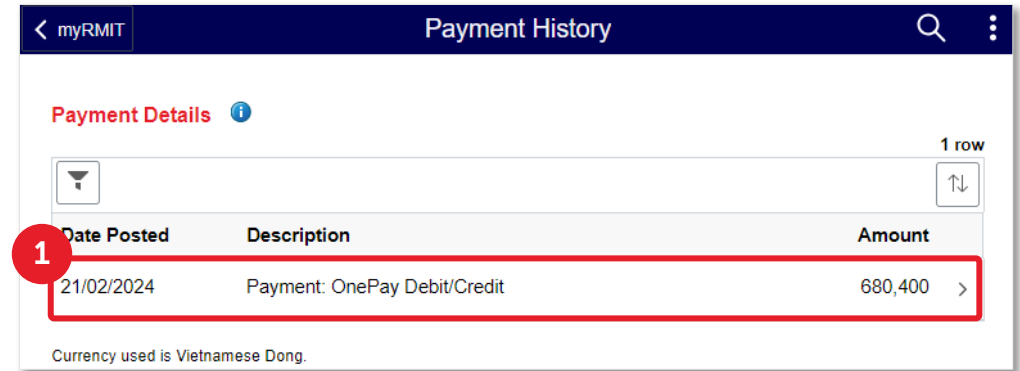 myRMIT Payment History
Payment Details
1 row
Date Posted Description Amount
1
21/02/2024 Payment: OnePay Debit/Credit 680,400
Currency used is Vietnamese Dong.